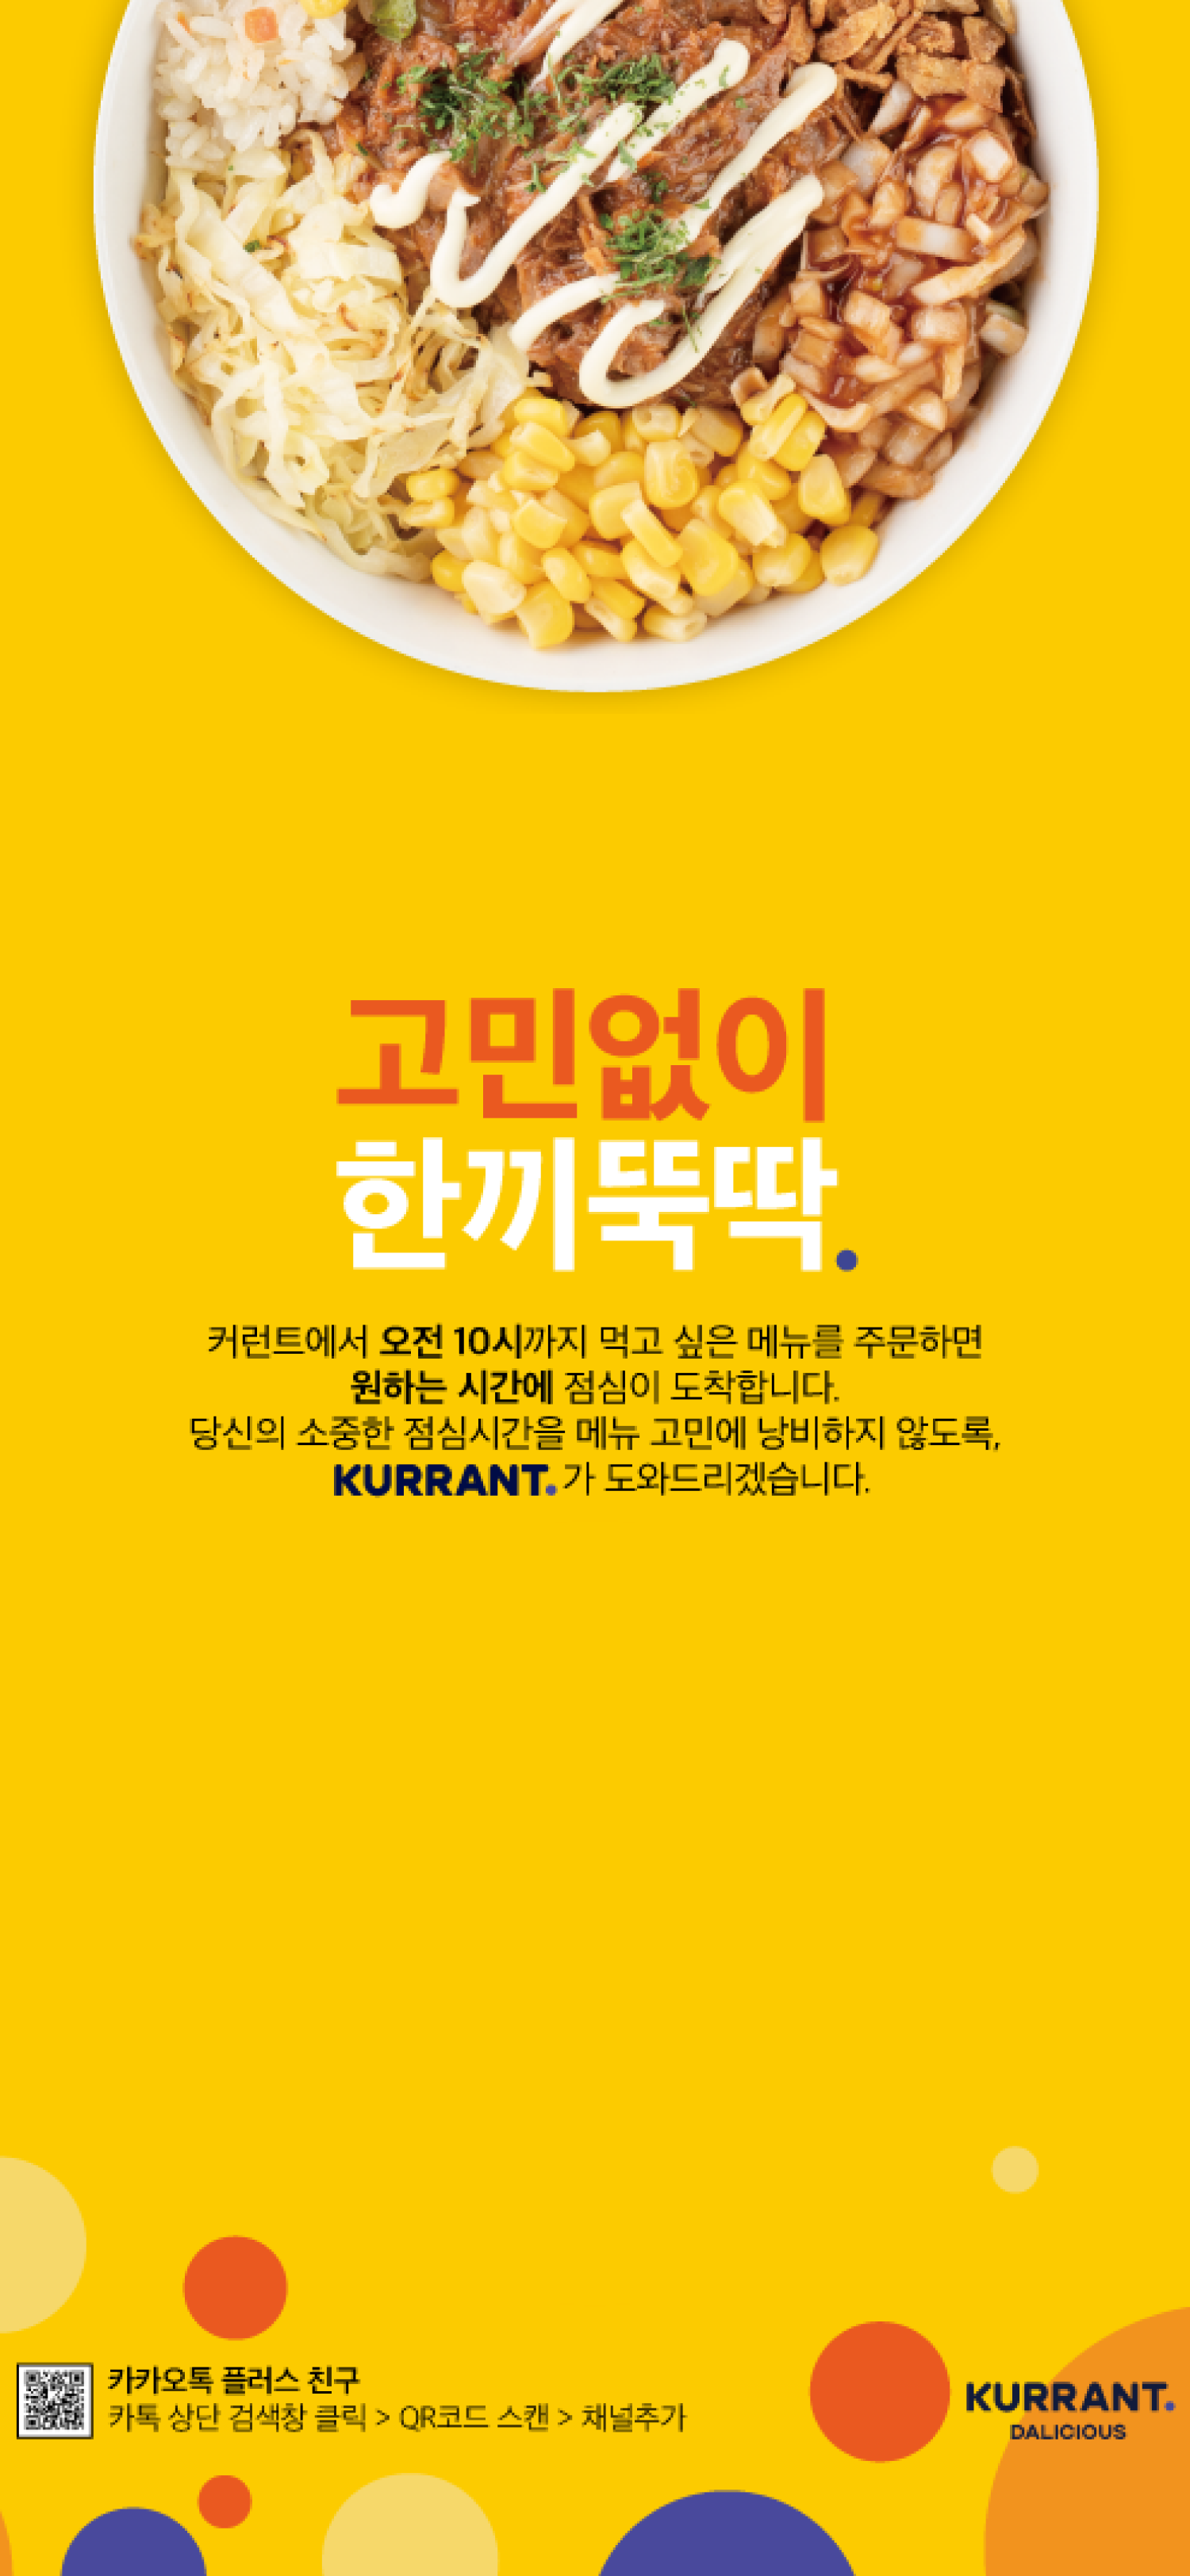 고민없이
한끼뚝딱.
커런트에서 오전 10시까지 먹고 싶은 메뉴를 주문하면
원하는 시간에 점심이 도착합니다.
당신의 소중한 점심시간을 메뉴 고민에 낭비하지 않도록,
KURRANT.가 도와드리겠습니다.
카카오톡 플러스 친구
카톡 상단 검색창 클릭 > QR코드 스캔 > 채널추가
KURRANT.
DALICIOUS